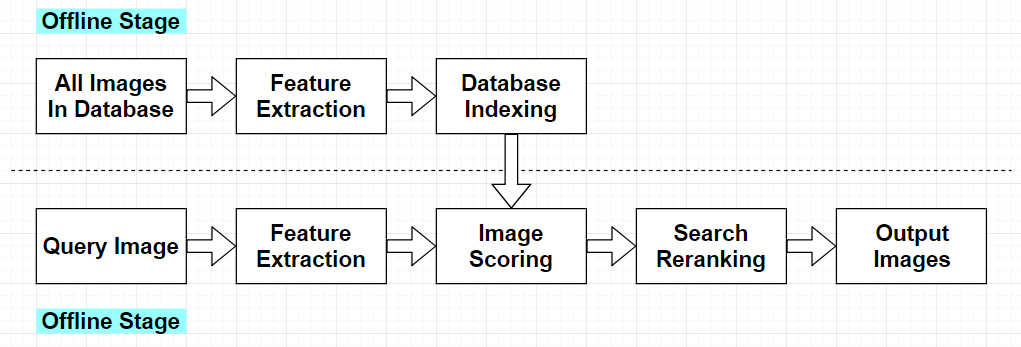 Offline Stage
All Images
In Database
Feature
Extraction
Database
Indexing
Query Image
Feature
Extraction
Image
Scoring
Search
Reranking
Output
Images
Offline Stage